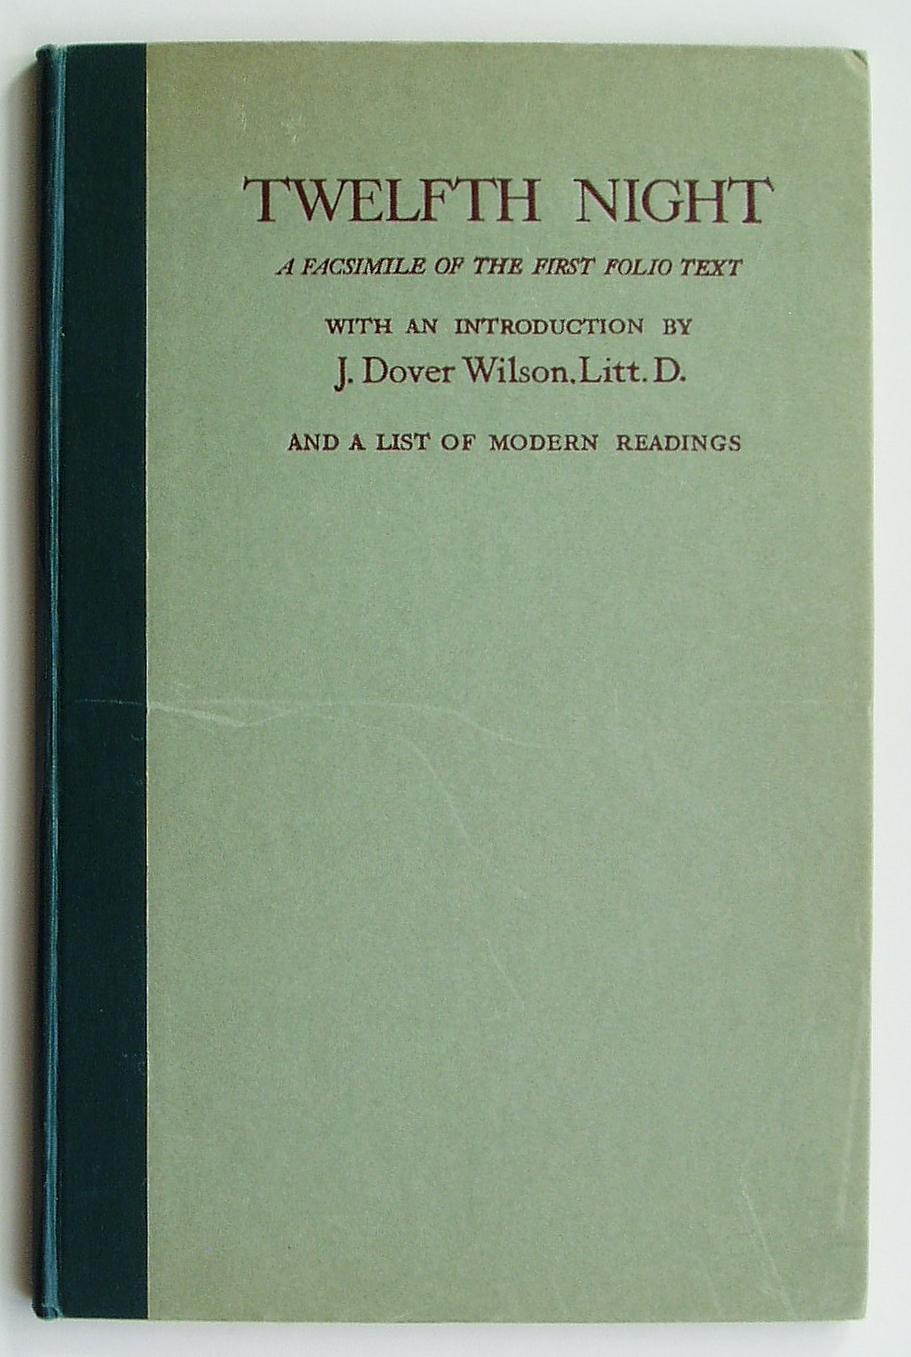 TWELFTH NIGHT
A FACSIMILE OF THE FIRST FOLIO TEXT
WITH AN INTRODUCTION BY
J. Dover Wilson. Litt. D.
AND A LIST OF MODERN READINGS